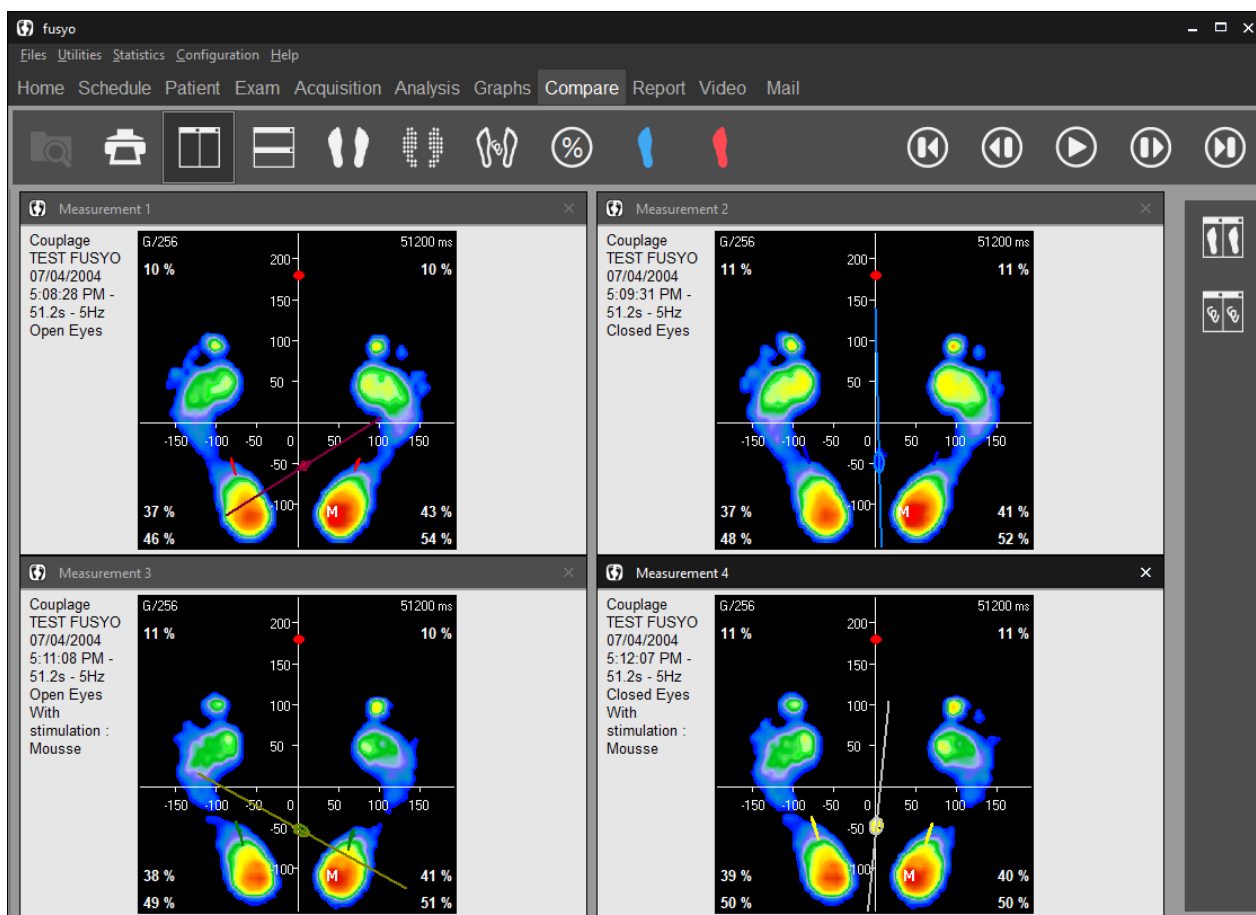 fusyo
Files Utilities Statistics Configuration Help
Home Schedule Patient Exam Acquisition Analysis Graphs Compare Report Video Mail
%
Measurement 1
Couplage
TEST FUSYO
07/04/2004
5:08:28 PM -
51.2s - 5Hz
Open Eyes
G/256
51200 ms
10 %
10 %
200
150
100
50
-150 -100 -50 0 50 100 150
-50
-100
M
37 %
43 %
46 %
54 %
Measurement 2
Couplage
TEST FUSYO
07/04/2004
5:09:31 PM -
51.2s - 5Hz
Closed Eyes
G/256
51200 ms
11 %
11 %
200
150
100
50
-150 -100 -50 0 50 100 150
-50
-100
M
37 %
41 %
48 %
52 %
Measurement 3
Couplage
TEST FUSYO
07/04/2004
5:11:08 PM -
51.2s - 5Hz
Open Eyes
With
stimulation :
Mousse
G/256
51200 ms
11 %
10 %
200
150
100
50
-150 -100 -50 0 50 100 150
-50
-100
M
38 %
41 %
49 %
51 %
Measurement 4
Couplage
TEST FUSYO
07/04/2004
5:12:07 PM -
51.2s - 5Hz
Closed Eyes
With
stimulation :
Mousse
G/256
51200 ms
11 %
11 %
200
150
100
50
-150 -100 -50 0 50 100 150
-50
-100
M
39 %
40 %
50 %
50 %